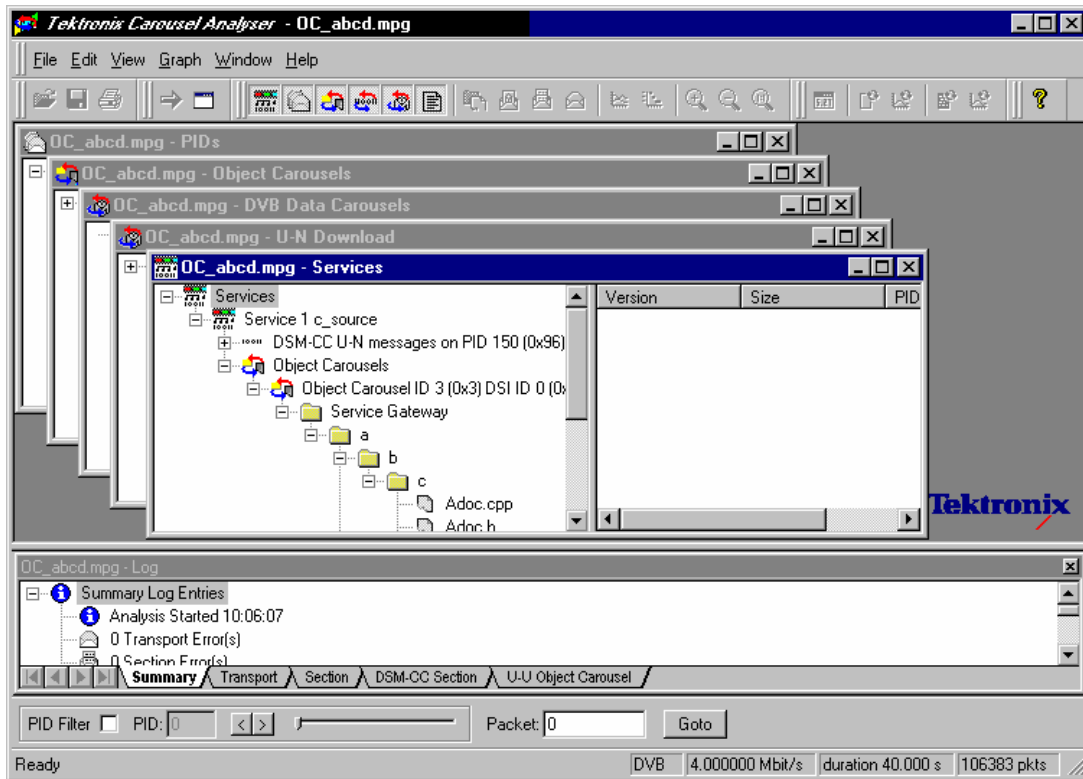 Tektronix Carousel Analyser - OC_abcd.mpg
File Edit View Graph Window Help
OC_abcd.mpg - PIDs
OC_abcd.mpg - Object Carousels
OC_abcd.mpg - DVB Data Carousels
OC_abcd.mpg - U-N Download
OC_abcd.mpg - Services
Services
Version Size PID
Service 1 c_source
DSM-CC U-N messages on PID 150 (0x96)
Object Carousels
Object Carousel ID 3 (0x3) DSI ID 0 (0x
Service Gateway
a
b
c
Adoc.cpp
Adoc.h
Tektronix
OC_abcd.mpg - Log
Summary Log Entries
Analysis Started 10:06:07
0 Transport Error(s)
0 Section Error(s)
Summary Transport Section DSM-CC Section U-U Object Carousel
PID Filter PID: 0 < > Packet: 0 Goto
Ready DVB 4.000000 Mbit/s duration 40.000 s 106383 pkts